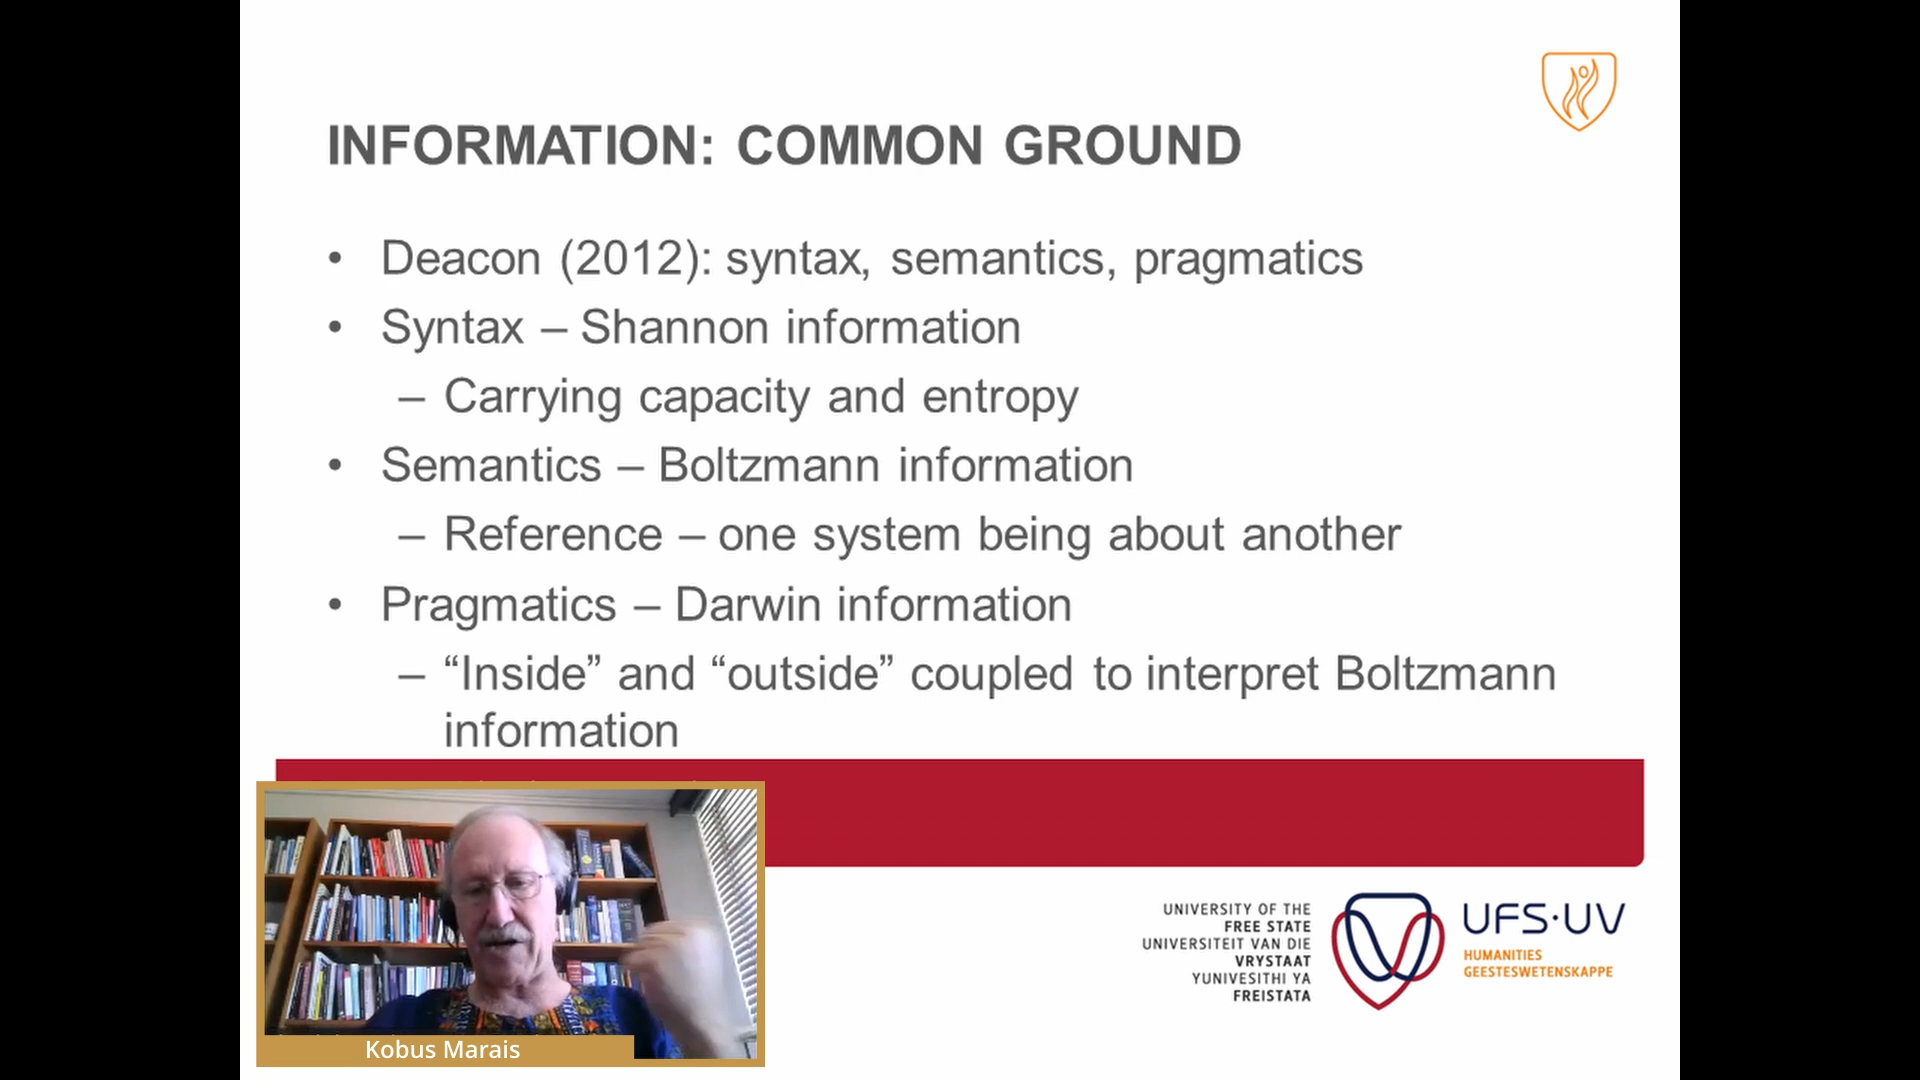 INFORMATION: COMMON GROUND
• Deacon (2012): syntax, semantics, pragmatics
• Syntax – Shannon information
– Carrying capacity and entropy
• Semantics – Boltzmann information
– Reference – one system being about another
• Pragmatics – Darwin information
– “Inside” and “outside” coupled to interpret Boltzmann
information
Kobus Marais
UNIVERSITY OF THE
FREE STATE
UNIVERSITEIT VAN DIE
VRYSTAAT
YUNIVESITHI YA
FREISTATA
UFS·UV
HUMANITIES
GEESTESWETENSKAPPE